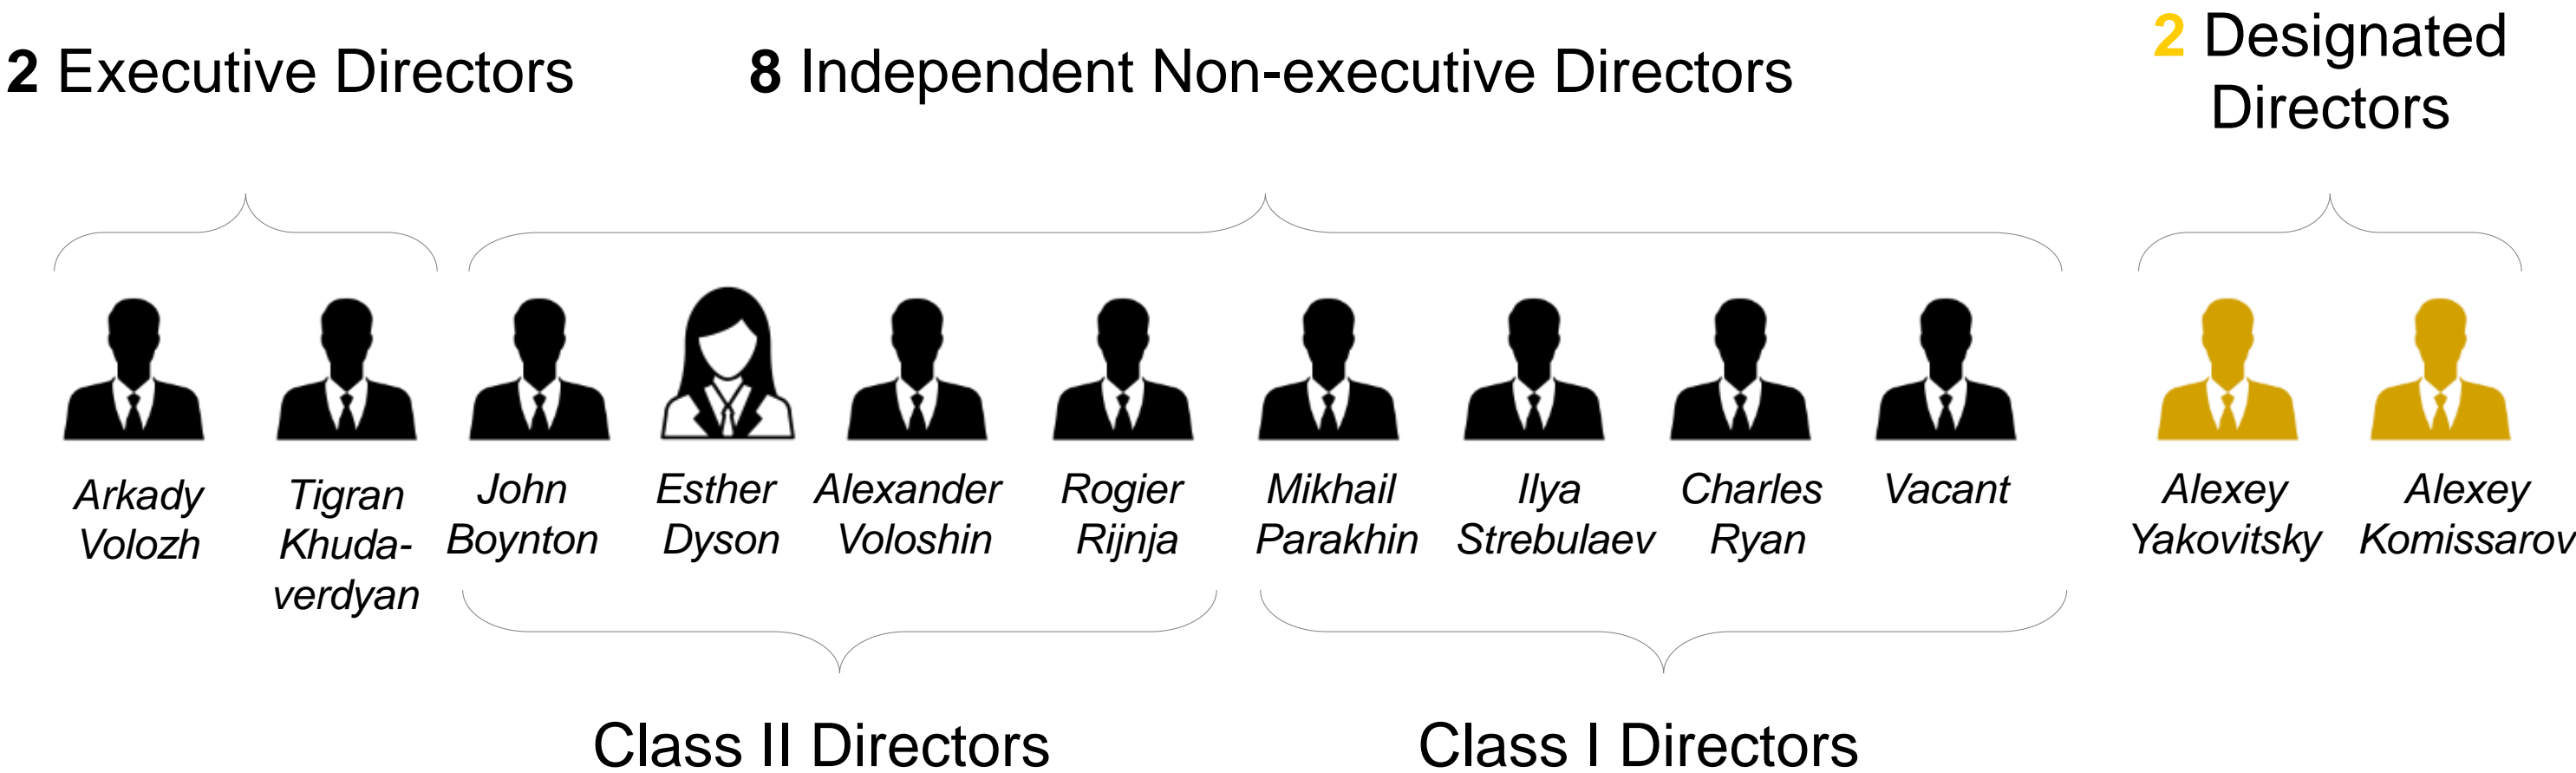 2 Executive Directors
8 Independent Non-executive Directors
2 Designated
Directors
Arkady
Volozh
Tigran
Khuda-
verdyan
John
Boynton
Esther
Dyson
Alexander
Voloshin
Rogier
Rijnja
Mikhail
Parakhin
Ilya
Strebulaev
Charles
Ryan
Vacant
Alexey
Yakovitsky
Alexey
Komissarov
Class II Directors
Class I Directors